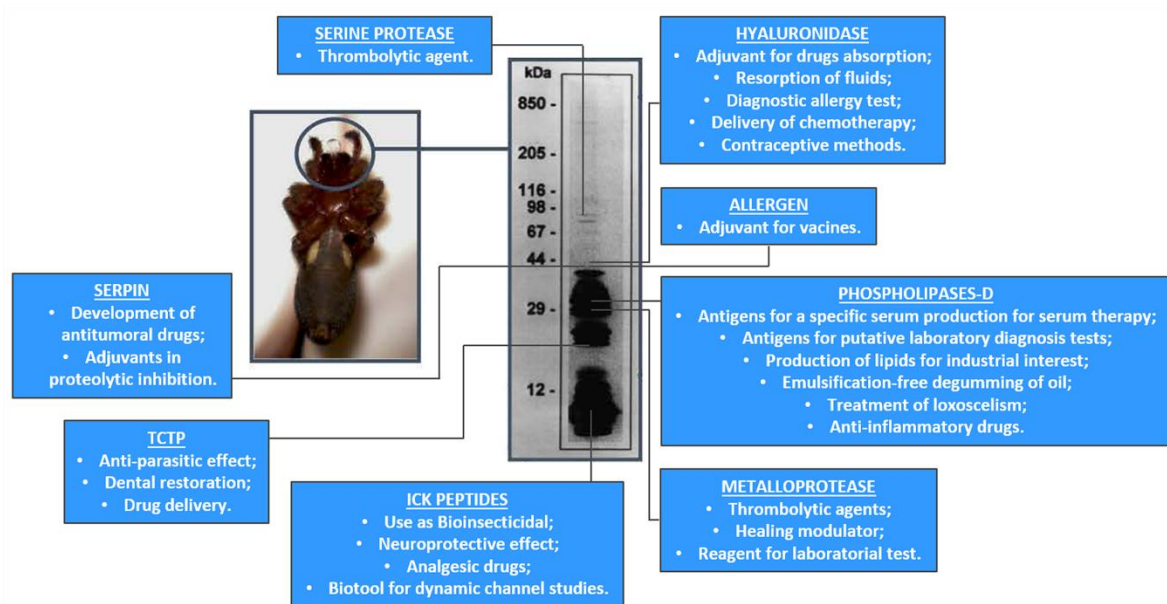 SERINE PROTEASE
• Thrombolytic agent.
HYALURONIDASE
• Adjuvant for drugs absorption;
• Resorption of fluids;
• Diagnostic allergy test;
• Delivery of chemotherapy;
• Contraceptive methods.
kDa
850 -
205 -
116 -
98 -
67 -
44 -
29 -
12 -
ALLERGEN
• Adjuvant for vacines.
SERPIN
• Development of
antitumoral drugs;
• Adjuvants in
proteolytic inhibition.
PHOSPHOLIPASES-D
• Antigens for a specific serum production for serum therapy;
• Antigens for putative laboratory diagnosis tests;
• Production of lipids for industrial interest;
• Emulsification-free degumming of oil;
• Treatment of loxoscelism;
• Anti-inflammatory drugs.
TCTP
• Anti-parasitic effect;
• Dental restoration;
• Drug delivery.
ICK PEPTIDES
• Use as Bioinsecticidal;
• Neuroprotective effect;
• Analgesic drugs;
• Biotool for dynamic channel studies.
METALLOPROTEASE
• Thrombolytic agents;
• Healing modulator;
• Reagent for laboratorial test.